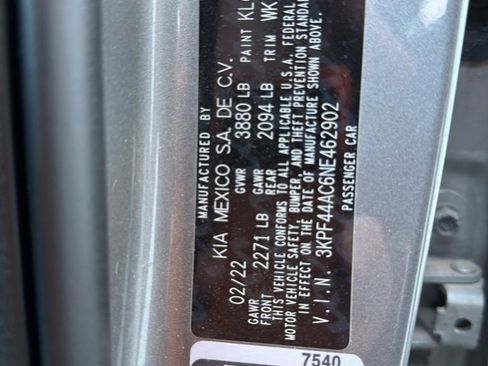 MANUFACTURED BY
KIA MEXICO S.A. DE C.V.
02/22 GVWR 3880 LB PAINT KL
GAWR FRONT 2271 LB GAWR REAR 2094 LB TRIM WK
THIS VEHICLE CONFORMS TO ALL APPLICABLE U.S.A. FEDERAL
MOTOR VEHICLE SAFETY, BUMPER, AND THEFT PREVENTION STANDARD
IN EFFECT ON THE DATE OF MANUFACTURE SHOWN ABOVE.
V.I.N. 3KPF44AC6NE462902
PASSENGER CAR
7540